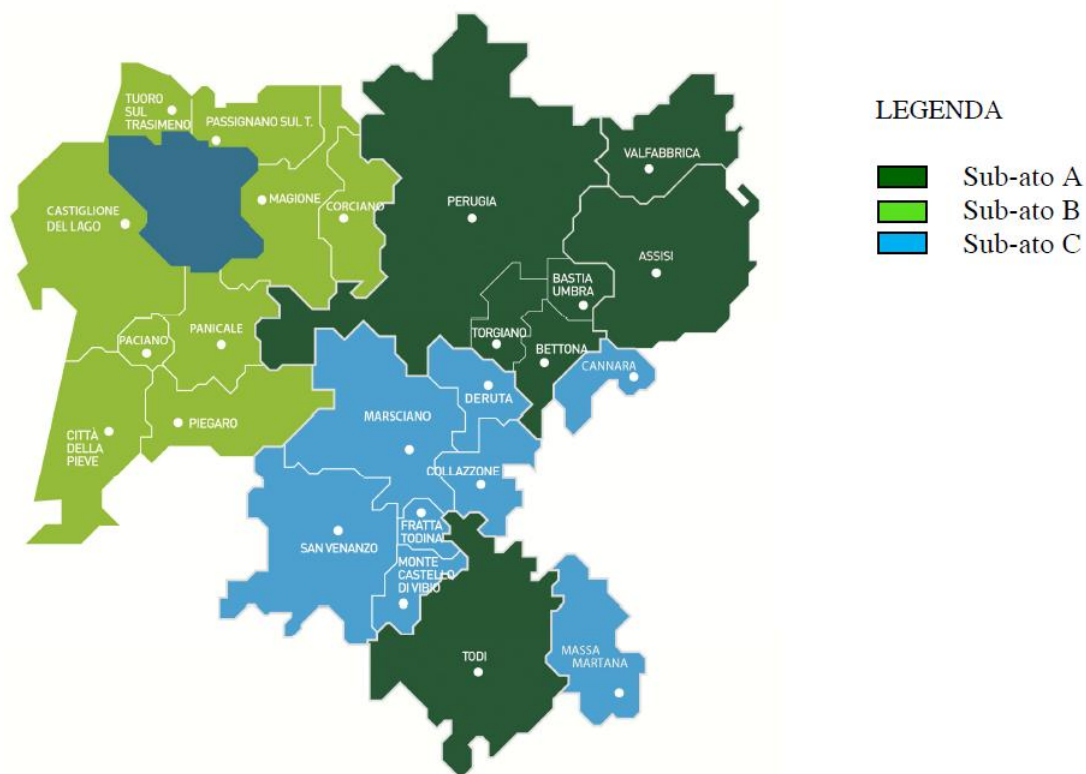 TUORO
SUL
TRASIMENO
PASSIGNANO SUL T.
VALFABBRICA
MAGIONE
CORCIANO
PERUGIA
CASTIGLIONE
DEL LAGO
ASSISI
BASTIA
UMBRA
PANICALE
PACIANO
TORGIANO
BETTONA
CANNARA
DERUTA
MARSCIANO
PIEGARO
CITTÀ
DELLA
PIEVE
COLLAZZONE
FRATTA
TODINA
SAN VENANZO
MONTE
CASTELLO
DI VIBIO
TODI
MASSA
MARTANA
LEGENDA
Sub-ato A
Sub-ato B
Sub-ato C